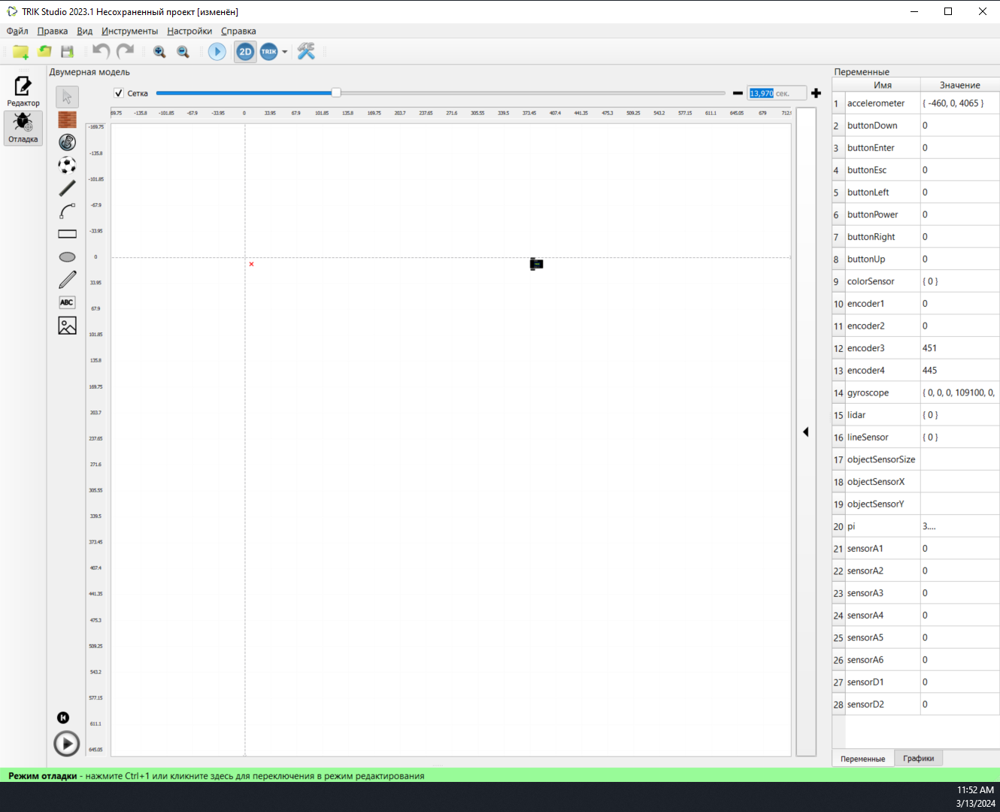 TRIK Studio 2023.1 Несохраненный проект [изменён]
Файл Правка Вид Инструменты Настройки Справка
2D TRIK
Редактор
Отладка
Двумерная модель
Сетка
13,970 сек.
69.75 -135.8 -101.85 -67.9 -33.95 0 33.95 67.9 101.85 135.8 169.75 203.7 237.65 271.6 305.55 339.5 373.45 407.4 441.35 475.3 509.25 543.2 577.15 611.1 645.05 679 712.
-169.75
-135.8
-101.85
-67.9
-33.95
0
33.95
67.9
101.85
135.8
169.75
203.7
237.65
271.6
305.55
339.5
373.45
407.4
441.35
475.3
509.25
543.2
577.15
611.1
645.05
ABC
Переменные
Имя Значение
1 accelerometer { -460, 0, 4065 }
2 buttonDown 0
3 buttonEnter 0
4 buttonEsc 0
5 buttonLeft 0
6 buttonPower 0
7 buttonRight 0
8 buttonUp 0
9 colorSensor { 0 }
10 encoder1 0
11 encoder2 0
12 encoder3 451
13 encoder4 445
14 gyroscope { 0, 0, 0, 109100, 0,
15 lidar { 0 }
16 lineSensor { 0 }
17 objectSensorSize
18 objectSensorX
19 objectSensorY
20 pi 3....
21 sensorA1 0
22 sensorA2 0
23 sensorA3 0
24 sensorA4 0
25 sensorA5 0
26 sensorA6 0
27 sensorD1 0
28 sensorD2 0
Переменные Графики
Режим отладки - нажмите Ctrl+1 или кликните здесь для переключения в режим редактирования
11:52 AM
3/13/2024